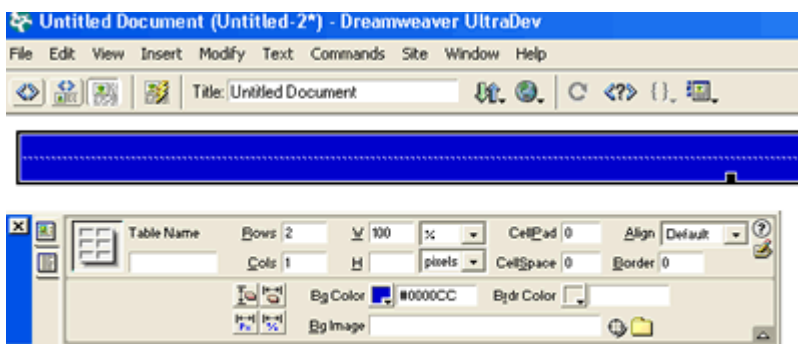 Untitled Document (Untitled-2*) - Dreamweaver UltraDev
File Edit View Insert Modify Text Commands Site Window Help
Title: Untitled Document
Table Name Rows 2 W 100 % CellPad 0 Align Default
Cols 1 H pixels CellSpace 0 Border 0
Bg Color #0000CC Brdr Color
Bg Image